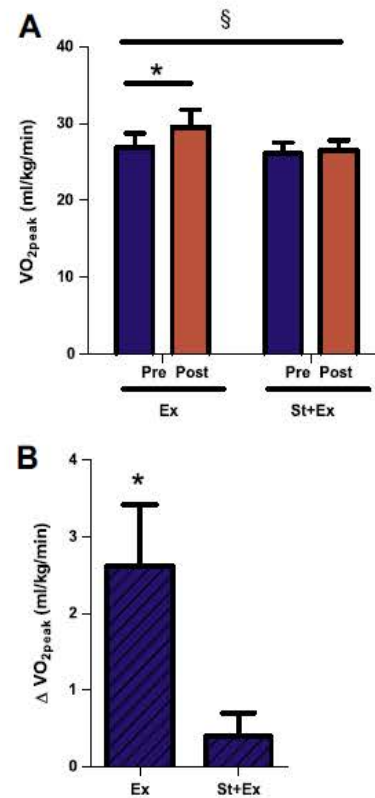 A
§
*
40
30
20
10
0
VO2peak (ml/kg/min)
Pre Post Pre Post
Ex St+Ex
B
*
4
3
2
1
0
Δ VO2peak (ml/kg/min)
Ex St+Ex